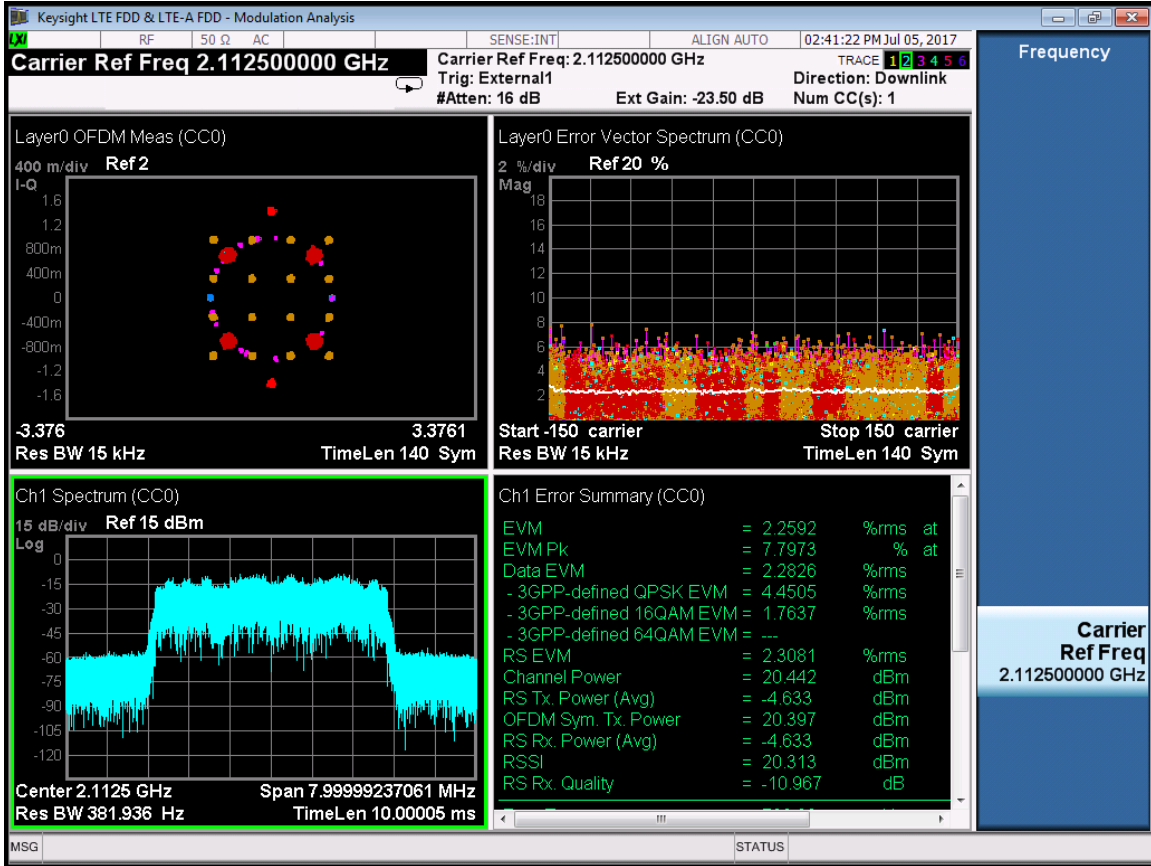 Keysight LTE FDD & LTE-A FDD - Modulation Analysis
LXI RF 50 Ω AC SENSE:INT ALIGN AUTO 02:41:22 PM Jul 05, 2017
Carrier Ref Freq 2.112500000 GHz
Carrier Ref Freq: 2.112500000 GHz
Trig: External1
#Atten: 16 dB Ext Gain: -23.50 dB
TRACE 1 2 3 4 5 6
Direction: Downlink
Num CC(s): 1
Layer0 OFDM Meas (CC0)
400 m/div Ref 2
I-Q
1.6
1.2
800m
400m
0
-400m
-800m
-1.2
-1.6
-3.376 3.3761
Res BW 15 kHz TimeLen 140 Sym
Layer0 Error Vector Spectrum (CC0)
2 %/div Ref 20 %
Mag
18
16
14
12
10
8
6
4
2
Start -150 carrier Stop 150 carrier
Res BW 15 kHz TimeLen 140 Sym
Ch1 Spectrum (CC0)
15 dB/div Ref 15 dBm
Log
0
-15
-30
-45
-60
-75
-90
-105
-120
Center 2.1125 GHz Span 7.99999237061 MHz
Res BW 381.936 Hz TimeLen 10.00005 ms
Ch1 Error Summary (CC0)
EVM = 2.2592 %rms at
EVM Pk = 7.7973 % at
Data EVM = 2.2826 %rms
- 3GPP-defined QPSK EVM = 4.4505 %rms
- 3GPP-defined 16QAM EVM = 1.7637 %rms
- 3GPP-defined 64QAM EVM = ---
RS EVM = 2.3081 %rms
Channel Power = 20.442 dBm
RS Tx. Power (Avg) = -4.633 dBm
OFDM Sym. Tx. Power = 20.397 dBm
RS Rx. Power (Avg) = -4.633 dBm
RSSI = 20.313 dBm
RS Rx. Quality = -10.967 dB
Frequency
Carrier
Ref Freq
2.112500000 GHz
MSG STATUS